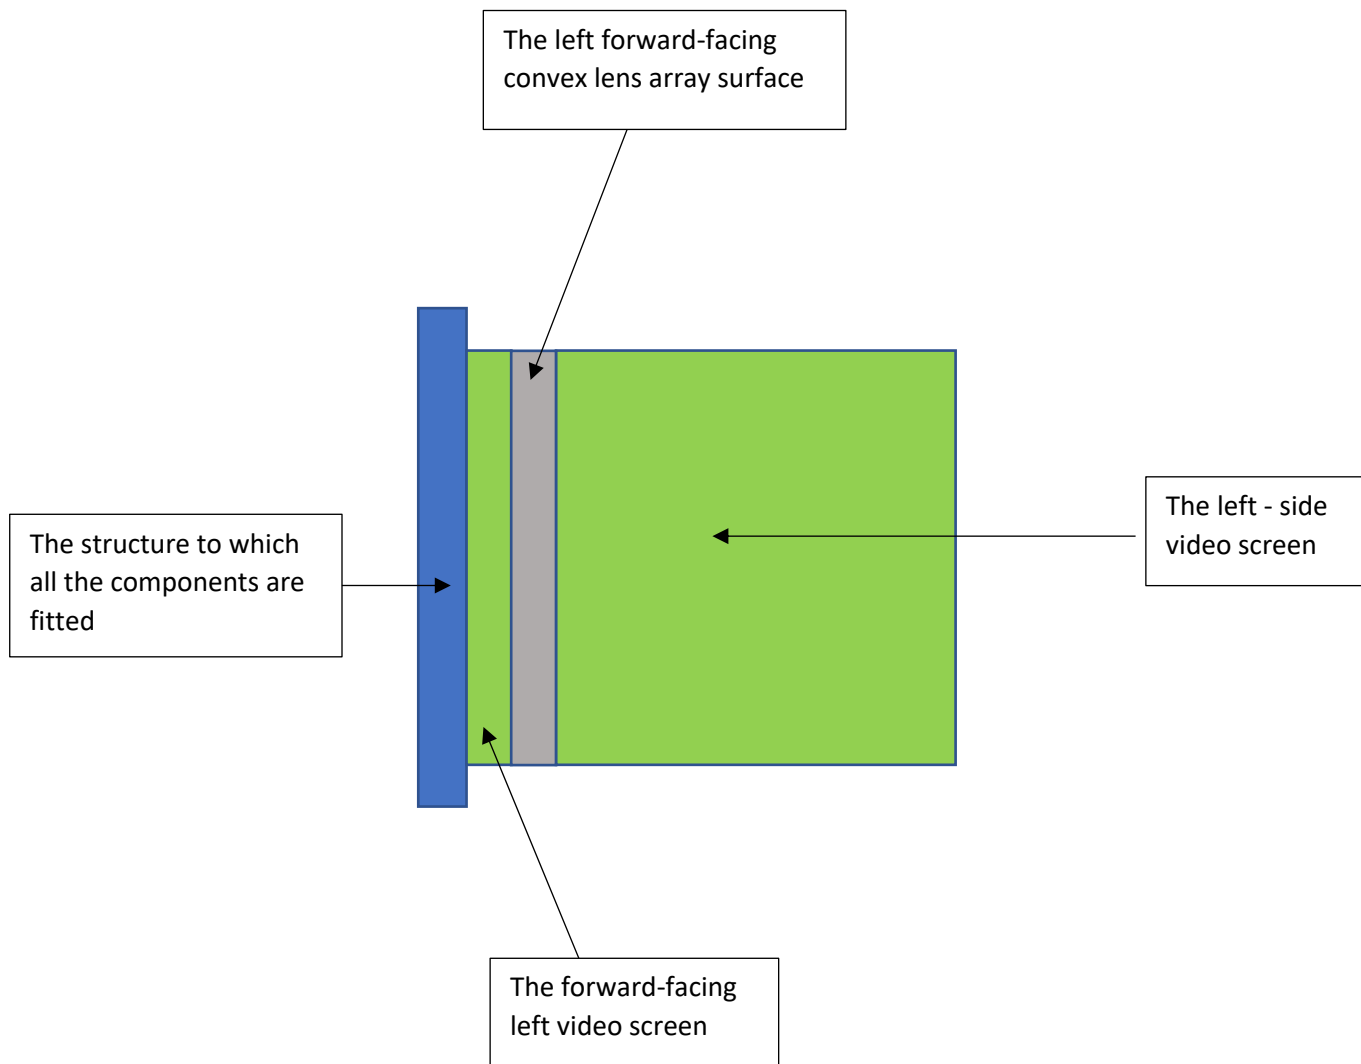 The left forward-facing
convex lens array surface
The structure to which
all the components are
fitted
The left - side
video screen
The forward-facing
left video screen